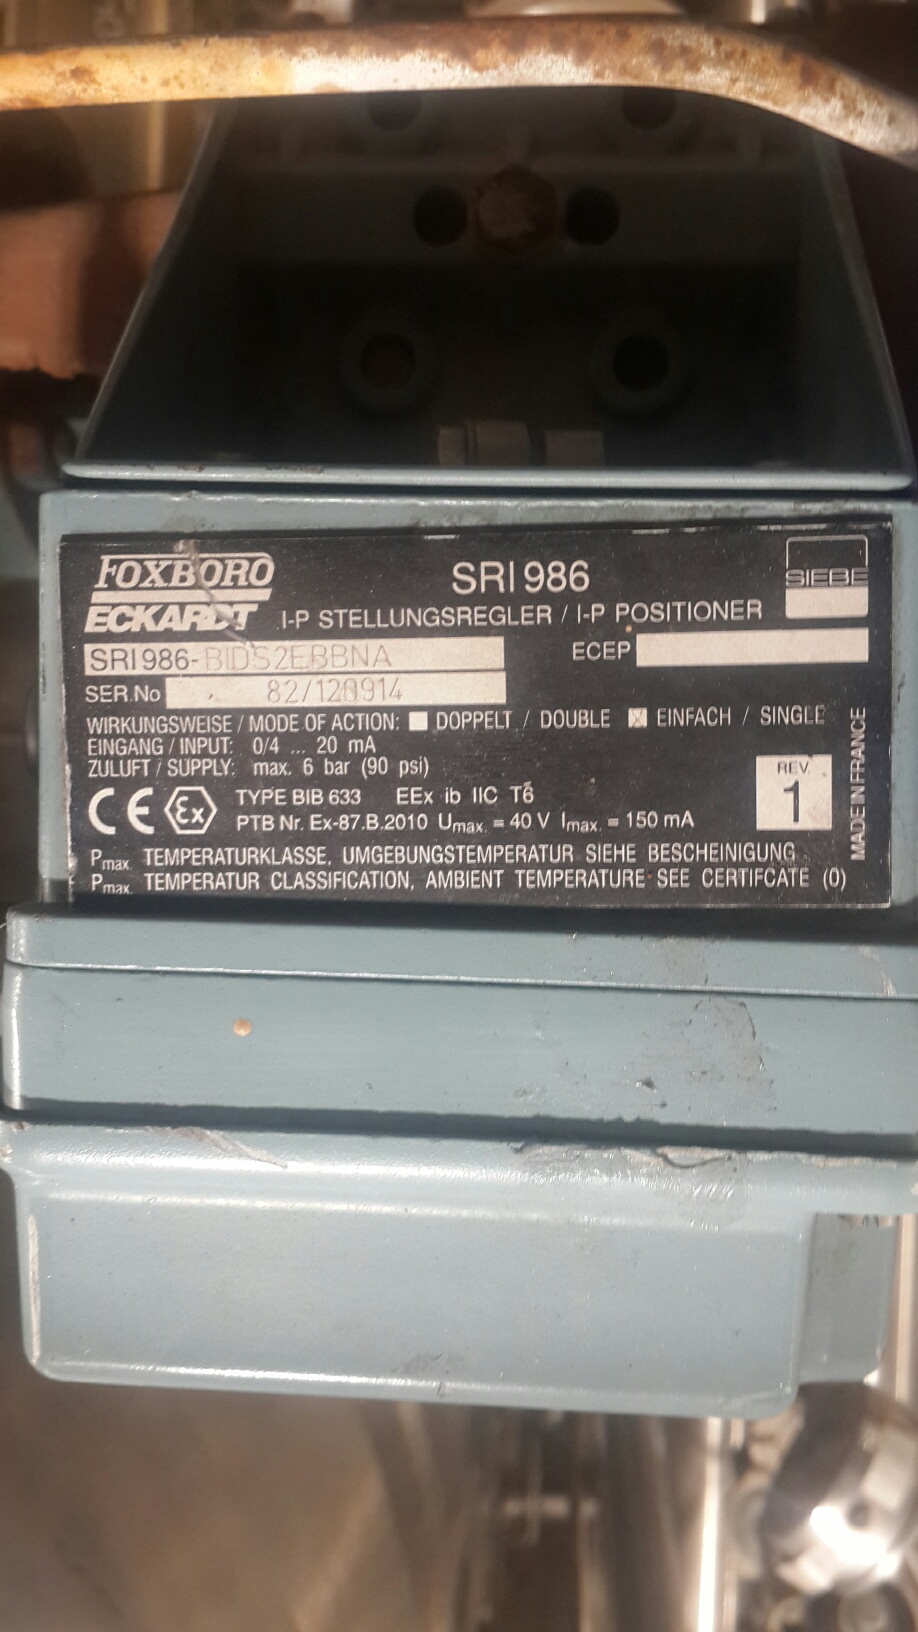 FOXBORO
ECKARDT
SRI 986
SIEBE
I-P STELLUNGSREGLER / I-P POSITIONER
SRI986-BIDS2EBBNA
ECEP
SER.No 82/120914
WIRKUNGSWEISE / MODE OF ACTION: DOPPELT / DOUBLE EINFACH / SINGLE
EINGANG / INPUT: 0/4 ... 20 mA
ZULUFT / SUPPLY: max. 6 bar (90 psi)
CE Ex TYPE BIB 633 EEx ib IIC T6
PTB Nr. Ex-87.B.2010 Umax. = 40 V Imax. = 150 mA
REV.
1
MADE IN FRANCE
Pmax. TEMPERATURKLASSE, UMGEBUNGSTEMPERATUR SIEHE BESCHEINIGUNG
Pmax. TEMPERATUR CLASSIFICATION, AMBIENT TEMPERATURE SEE CERTIFCATE (0)